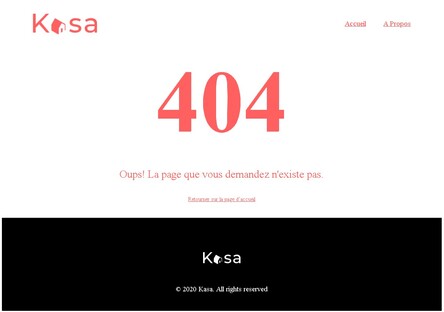 Kasa
Accueil A Propos
404
Oups! La page que vous demandez n'existe pas.
Retourner sur la page d'accueil
Kasa
© 2020 Kasa. All rights reserved